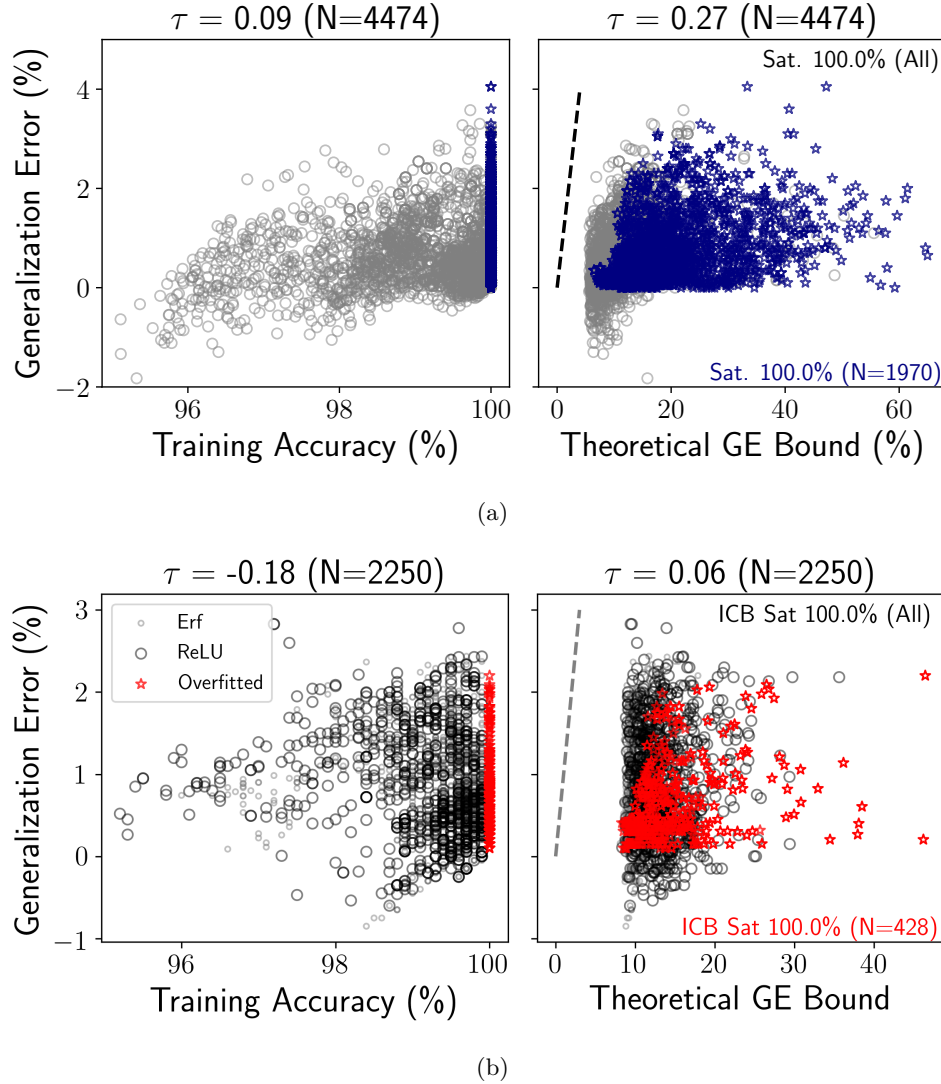 τ = 0.09 (N=4474)
Generalization Error (%)
4
2
0
−2
96
98
100
Training Accuracy (%)
τ = 0.27 (N=4474)
Sat. 100.0% (All)
Sat. 100.0% (N=1970)
0
20
40
60
Theoretical GE Bound (%)
(a)
τ = -0.18 (N=2250)
Generalization Error (%)
3
2
1
0
−1
Erf
ReLU
Overfitted
96
98
100
Training Accuracy (%)
τ = 0.06 (N=2250)
ICB Sat 100.0% (All)
ICB Sat 100.0% (N=428)
0
10
20
30
40
Theoretical GE Bound
(b)